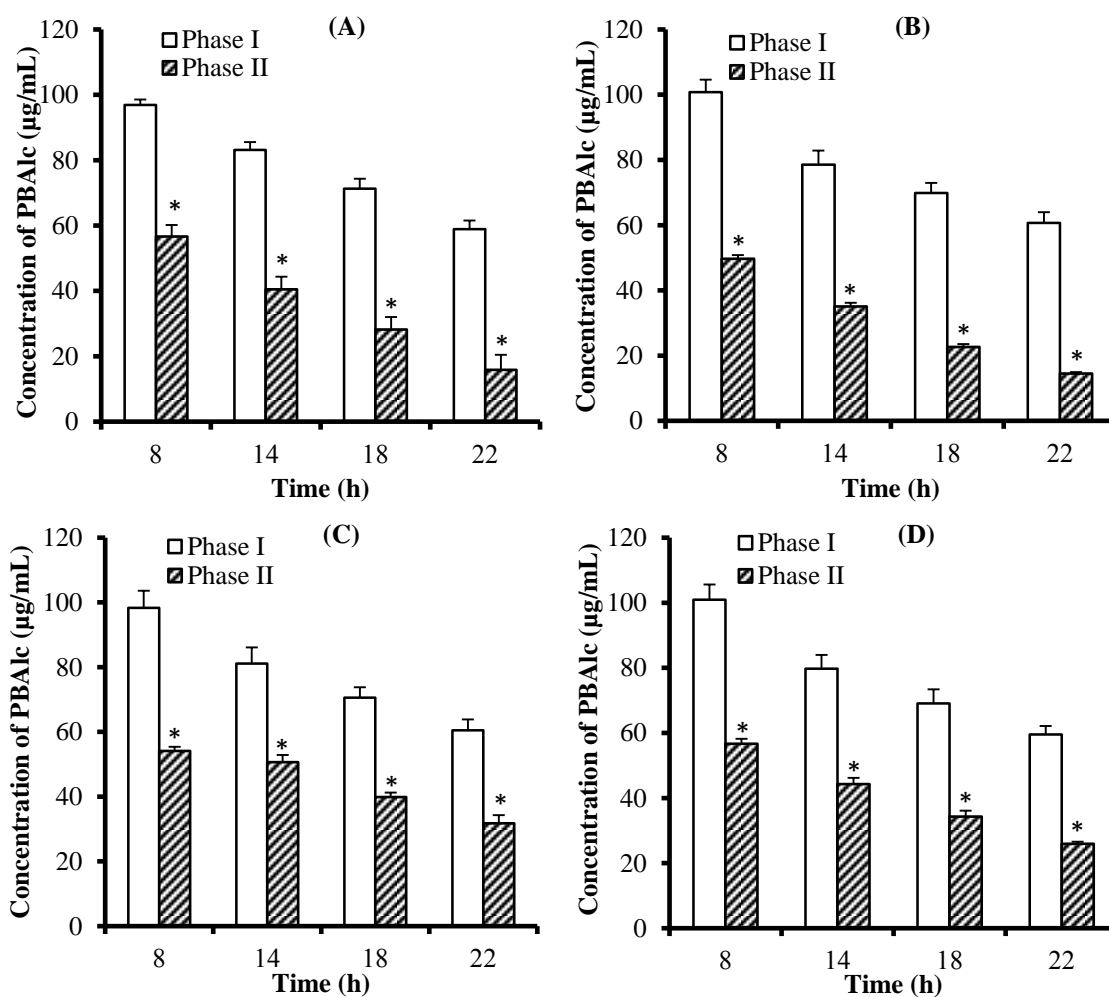 (A)
Phase I
Phase II
Concentration of PBAlc (µg/mL)
120
100
80
60
40
20
0
*
*
*
*
8 14 18 22
Time (h)
(B)
Phase I
Phase II
Concentration of PBAlc (µg/mL)
120
100
80
60
40
20
0
*
*
*
*
8 14 18 22
Time (h)
(C)
Phase I
Phase II
Concentration of PBAlc (µg/mL)
120
100
80
60
40
20
0
*
*
*
*
8 14 18 22
Time (h)
(D)
Phase I
Phase II
Concentration of PBAlc (µg/mL)
120
100
80
60
40
20
0
*
*
*
*
8 14 18 22
Time (h)